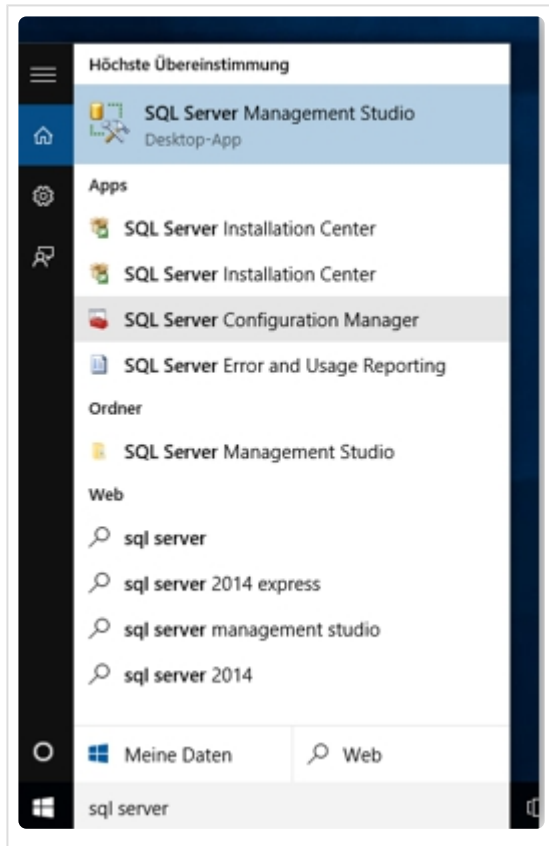 Höchste Übereinstimmung
SQL Server Management Studio
Desktop-App
Apps
SQL Server Installation Center
SQL Server Installation Center
SQL Server Configuration Manager
SQL Server Error and Usage Reporting
Ordner
SQL Server Management Studio
Web
sql server
sql server 2014 express
sql server management studio
sql server 2014
Meine Daten
Web
sql server